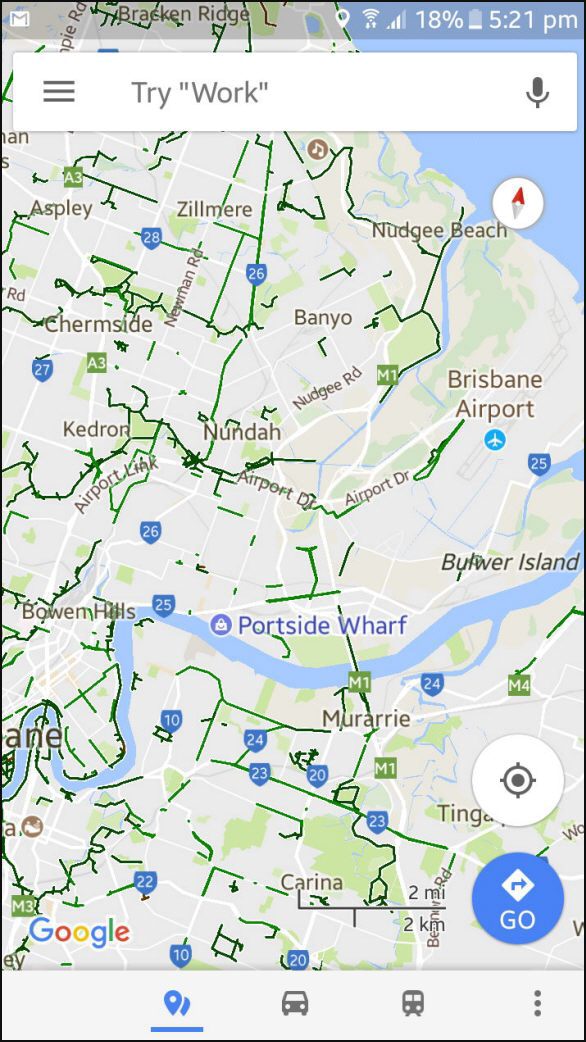 Bracken Ridge
18% 5:21 pm
Try "Work"
A3
Aspley
Zillmere
Nudgee Beach
28
26
Newman Rd
Rd
Chermside
Banyo
27
A3
Nudgee Rd
M1
Brisbane
Airport
Kedron
Nundah
Airport Link
Airport Dr
Airport Dr
25
26
Bulwer Island
Bowen Hills
25
Portside Wharf
M1
24
M4
10
Murarrie
ane
24
23
20
M1
23
Tinga
a.
22
Carina
2 mi
M3
2 km
Google
GO
ey
10
20